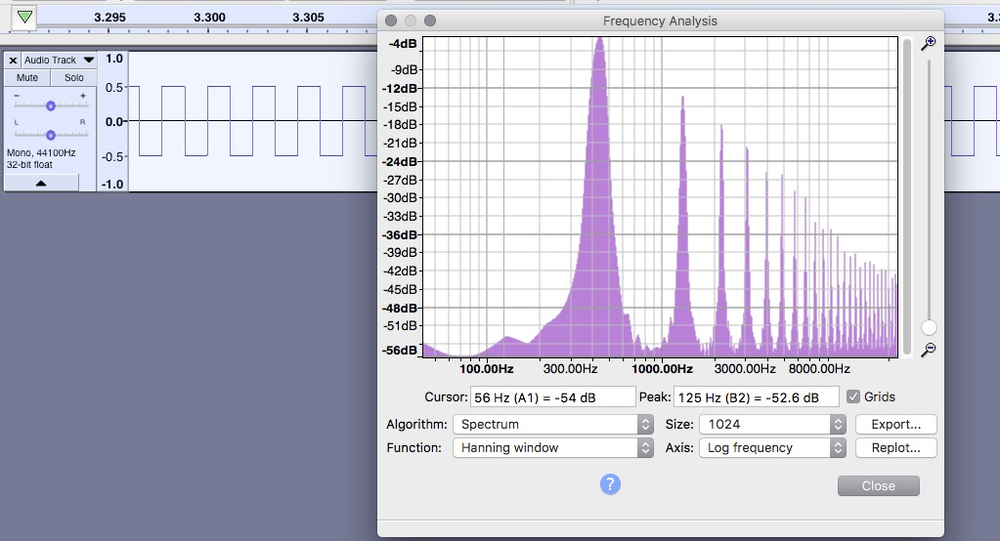 3.295 3.300 3.305 3.3
Frequency Analysis
× Audio Track
Mute Solo
- +
L R
Mono, 44100Hz
32-bit float
1.0
0.5-
0.0-
-0.5-
-1.0
-4dB
-9dB
-12dB
-15dB
-18dB
-21dB
-24dB
-27dB
-30dB
-33dB
-36dB
-39dB
-42dB
-45dB
-48dB
-51dB
-56dB
100.00Hz 300.00Hz 1000.00Hz 3000.00Hz 8000.00Hz
Cursor: 56 Hz (A1) = -54 dB Peak: 125 Hz (B2) = -52.6 dB Grids
Algorithm: Spectrum Size: 1024 Export...
Function: Hanning window Axis: Log frequency Replot...
? Close